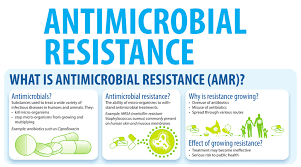 ANTIMICROBIAL
RESISTANCE
WHAT IS ANTIMICROBIAL RESISTANCE (AMR)?
Antimicrobials?
Substances used to treat a wide variety of
infectious diseases in humans and animals. They:
- kill micro-organisms
- stop micro-organisms from growing and
multiplying
Example: antibiotics such as Ciprofloxacin
Antimicrobial resistance?
The ability of micro-organisms to with-
stand antimicrobial treatments.
Example: MRSA (methicillin-resistant
Staphylococcus aureus) commonly present
on human skin and mucous membranes
Why is resistance growing?
• Overuse of antibiotics
• Misuse of antibiotics
• Spread through various routes
Effect of growing resistance?
• Treatment may become ineffective
• Serious risk to public health